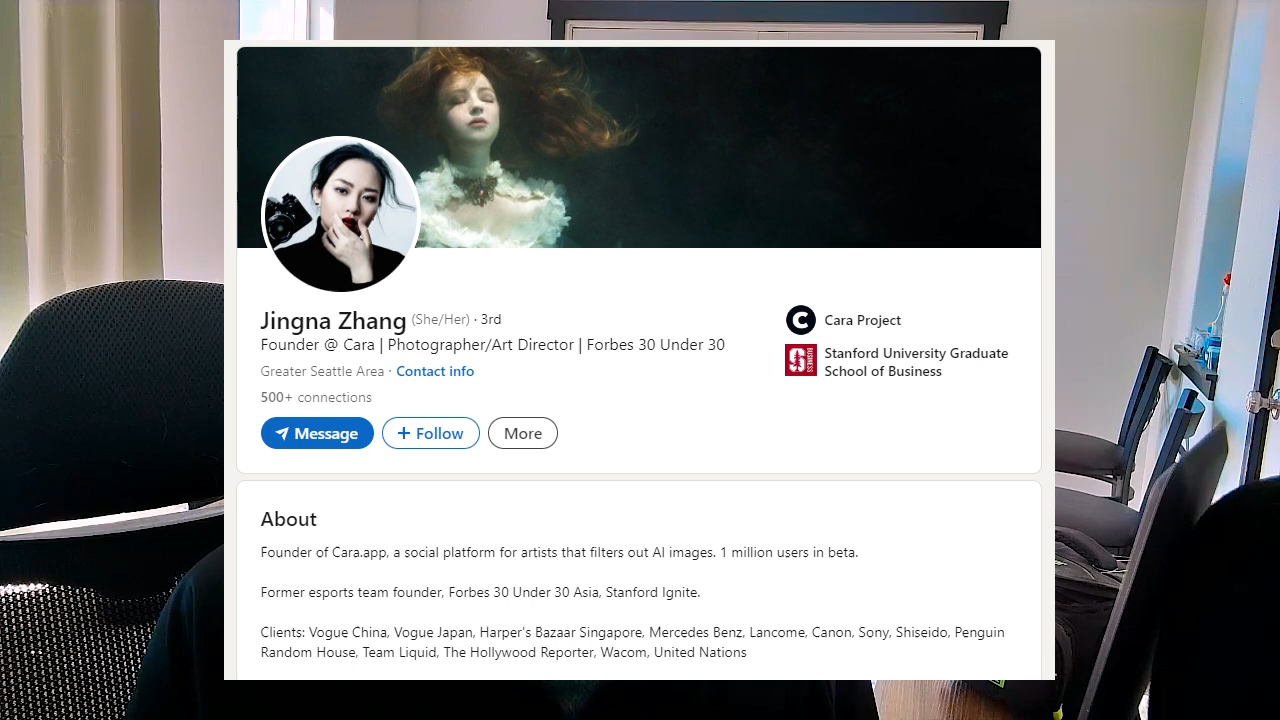 Jingna Zhang (She/Her) · 3rd
Founder @ Cara | Photographer/Art Director | Forbes 30 Under 30
Greater Seattle Area · Contact info
500+ connections
Message + Follow More
Cara Project
Stanford University Graduate
School of Business
About
Founder of Cara.app, a social platform for artists that filters out AI images. 1 million users in beta.
Former esports team founder, Forbes 30 Under 30 Asia, Stanford Ignite.
Clients: Vogue China, Vogue Japan, Harper's Bazaar Singapore, Mercedes Benz, Lancome, Canon, Sony, Shiseido, Penguin
Random House, Team Liquid, The Hollywood Reporter, Wacom, United Nations